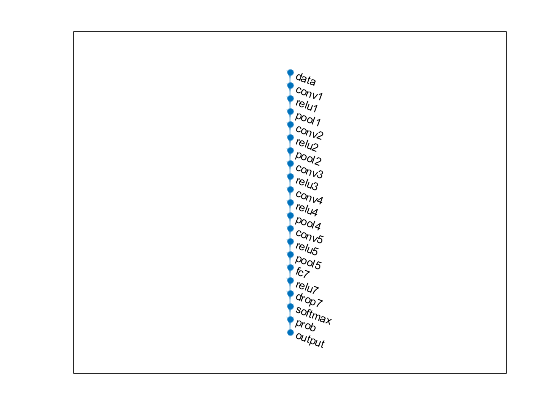 data
conv1
relu1
pool1
conv2
relu2
pool2
conv3
relu3
conv4
relu4
pool4
conv5
relu5
pool5
fc7
relu7
drop7
softmax
prob
output